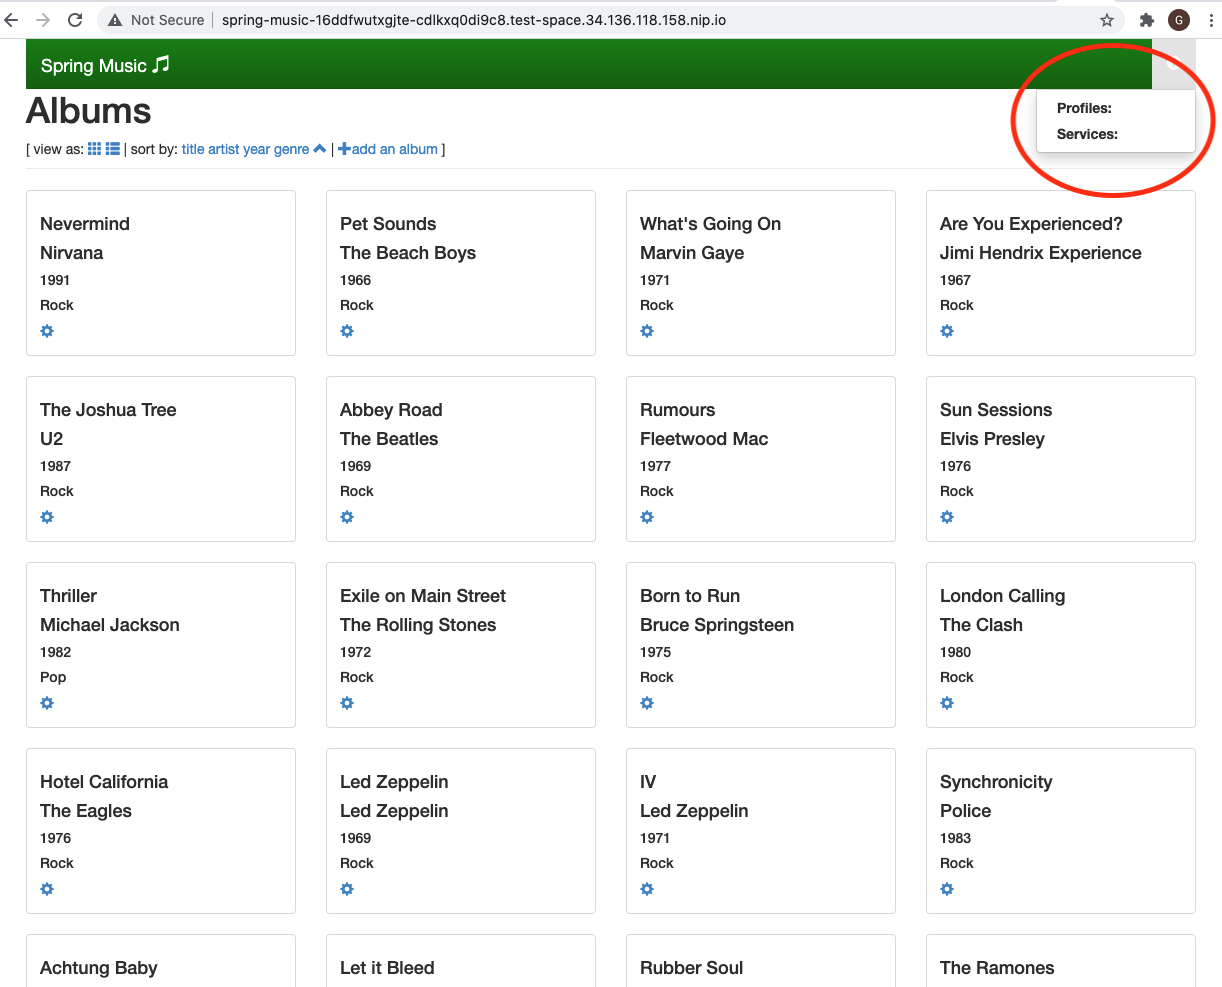 Not Secure | spring-music-16ddfwutxgjte-cdlkxq0di9c8.test-space.34.136.118.158.nip.io
G
Spring Music
Profiles:
Services:
Albums
[ view as: | sort by: title artist year genre | add an album ]
Nevermind
Nirvana
1991
Rock
Pet Sounds
The Beach Boys
1966
Rock
What's Going On
Marvin Gaye
1971
Rock
Are You Experienced?
Jimi Hendrix Experience
1967
Rock
The Joshua Tree
U2
1987
Rock
Abbey Road
The Beatles
1969
Rock
Rumours
Fleetwood Mac
1977
Rock
Sun Sessions
Elvis Presley
1976
Rock
Thriller
Michael Jackson
1982
Pop
Exile on Main Street
The Rolling Stones
1972
Rock
Born to Run
Bruce Springsteen
1975
Rock
London Calling
The Clash
1980
Rock
Hotel California
The Eagles
1976
Rock
Led Zeppelin
Led Zeppelin
1969
Rock
IV
Led Zeppelin
1971
Rock
Synchronicity
Police
1983
Rock
Achtung Baby
Let it Bleed
Rubber Soul
The Ramones